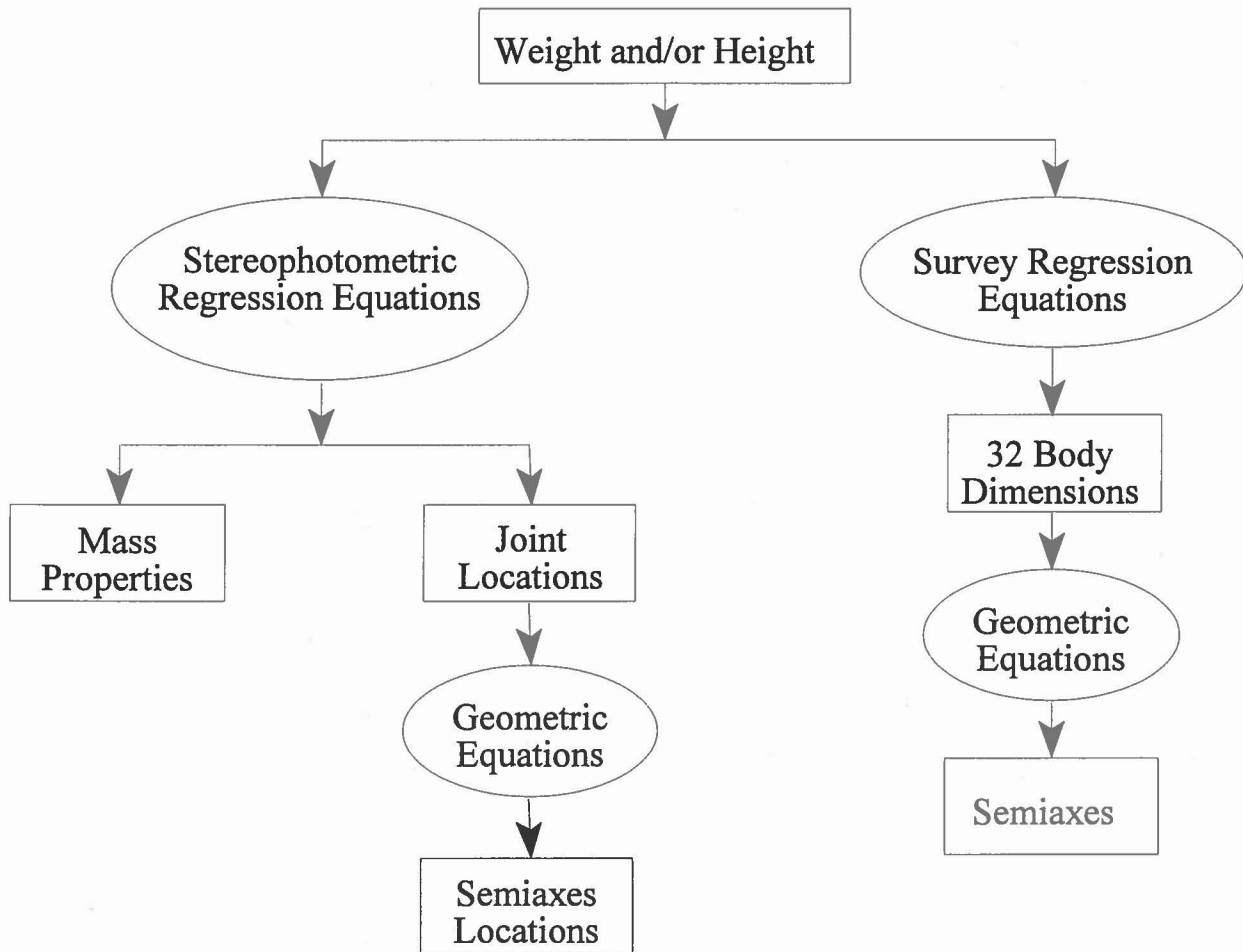 Weight and/or Height
Stereophotometric
Regression Equations
Survey Regression
Equations
32 Body
Dimensions
Mass
Properties
Joint
Locations
Geometric
Equations
Geometric
Equations
Semiaxes
Semiaxes
Locations